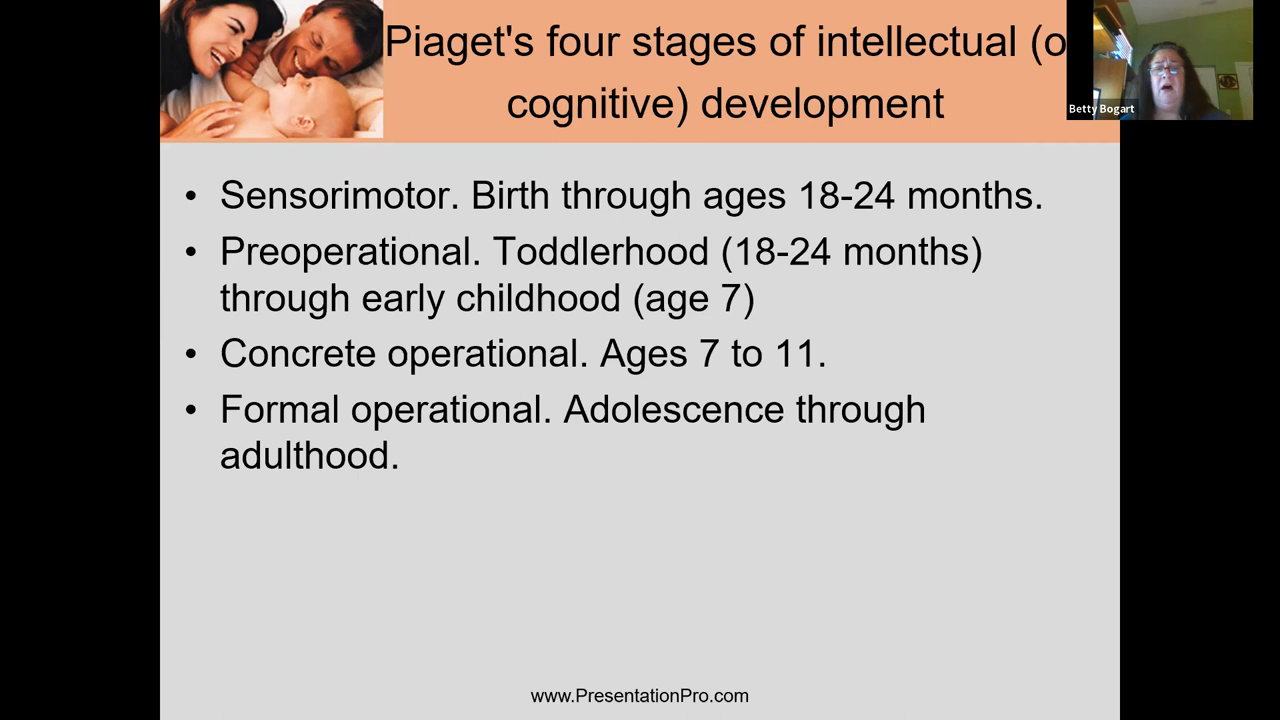 Piaget's four stages of intellectual (o
cognitive) development
Betty Bogart
• Sensorimotor. Birth through ages 18-24 months.
• Preoperational. Toddlerhood (18-24 months)
through early childhood (age 7)
• Concrete operational. Ages 7 to 11.
• Formal operational. Adolescence through
adulthood.
www.PresentationPro.com